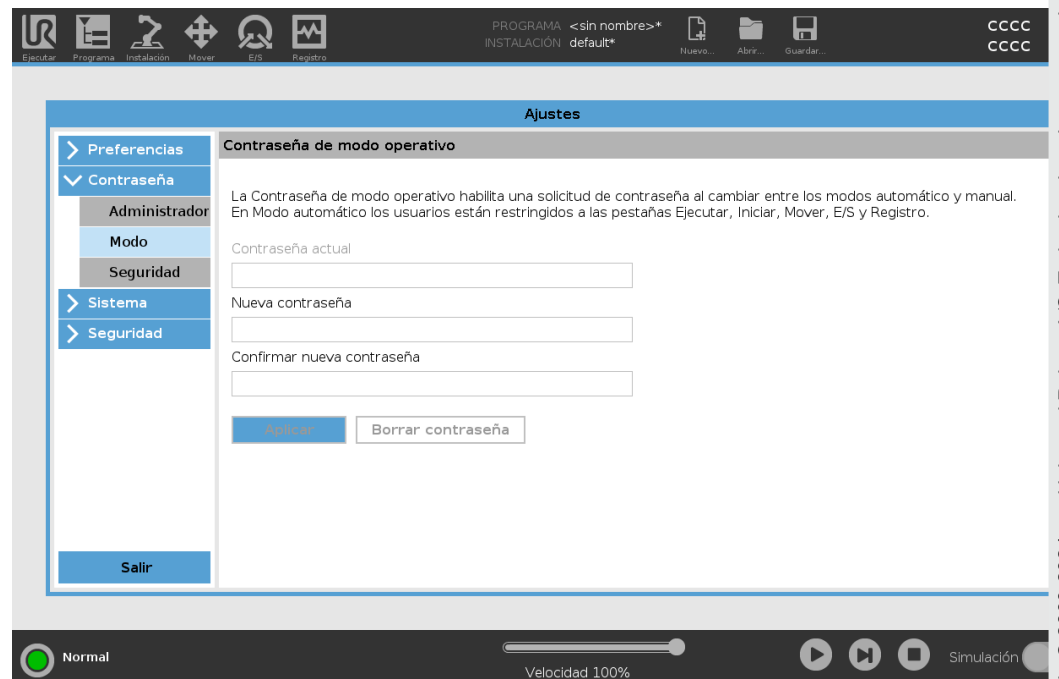 PROGRAMA <sin nombre>*
INSTALACIÓN default*
CCCC
CCCC
Ejecutar Programa Instalación Mover E/S Registro Nuevo... Abrir... Guardar...
Ajustes
Preferencias
Contraseña
Administrador
Modo
Seguridad
Sistema
Seguridad
Salir
Contraseña de modo operativo
La Contraseña de modo operativo habilita una solicitud de contraseña al cambiar entre los modos automático y manual.
En Modo automático los usuarios están restringidos a las pestañas Ejecutar, Iniciar, Mover, E/S y Registro.
Contraseña actual
Nueva contraseña
Confirmar nueva contraseña
Aplicar Borrar contraseña
Normal
Velocidad 100%
Simulación